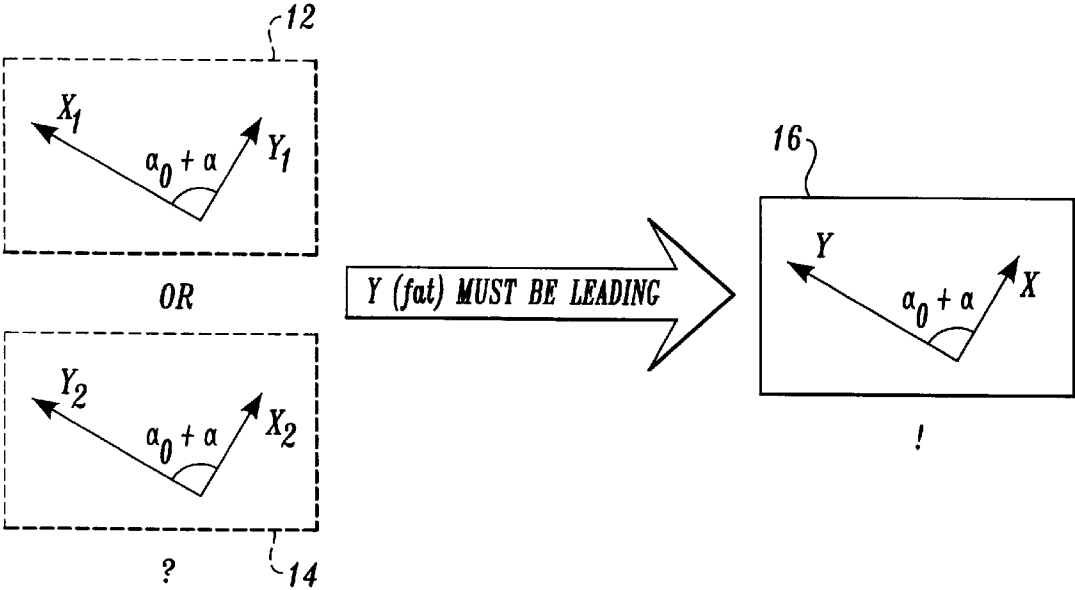 12
X1
Y1
α0 + α
OR
Y2
X2
α0 + α
14
?
Y (fat) MUST BE LEADING
16
Y
X
α0 + α
!